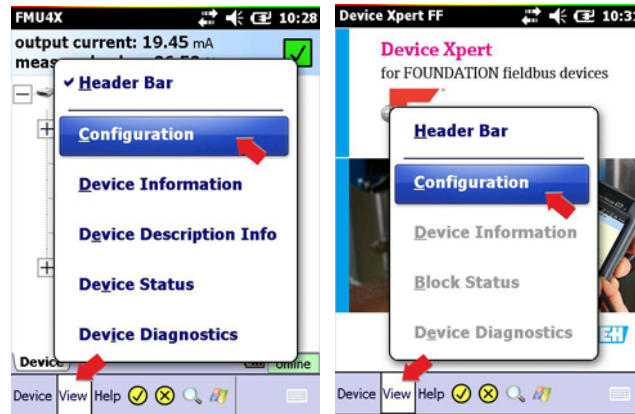 FMU4X 10:28
output current: 19.45 mA
Header Bar
Configuration
Device Information
Device Description Info
Device Status
Device Diagnostics
Device online
Device View Help
Device Xpert FF
Device Xpert
for FOUNDATION fieldbus devices
Header Bar
Configuration
Device Information
Block Status
Device Diagnostics
EH
Device View Help